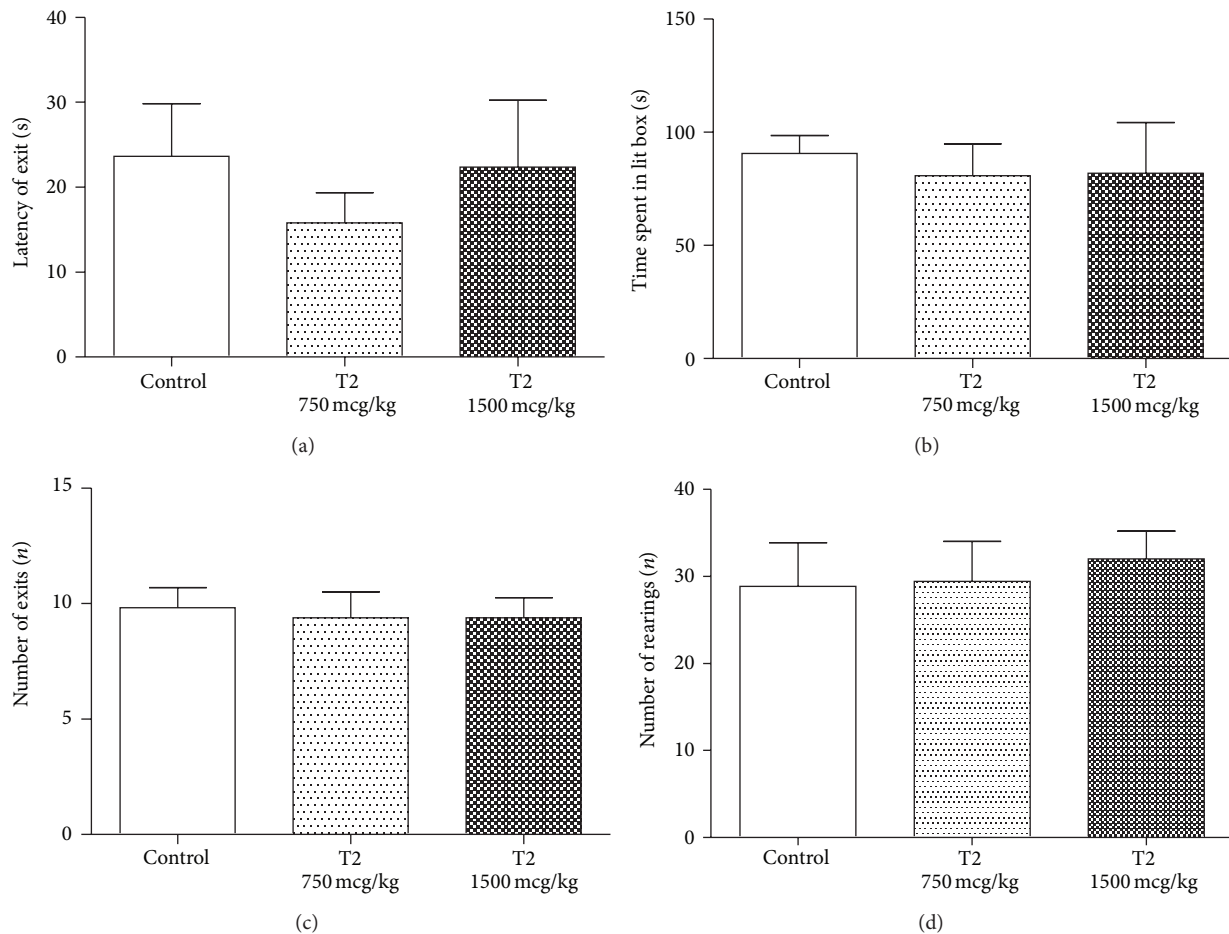 40
30
20
10
0
Latency of exit (s)
Control
T2
750 mcg/kg
T2
1500 mcg/kg
(a)
150
100
50
0
Time spent in lit box (s)
Control
T2
750 mcg/kg
T2
1500 mcg/kg
(b)
15
10
5
0
Number of exits (n)
Control
T2
750 mcg/kg
T2
1500 mcg/kg
(c)
40
30
20
10
0
Number of rearings (n)
Control
T2
750 mcg/kg
T2
1500 mcg/kg
(d)